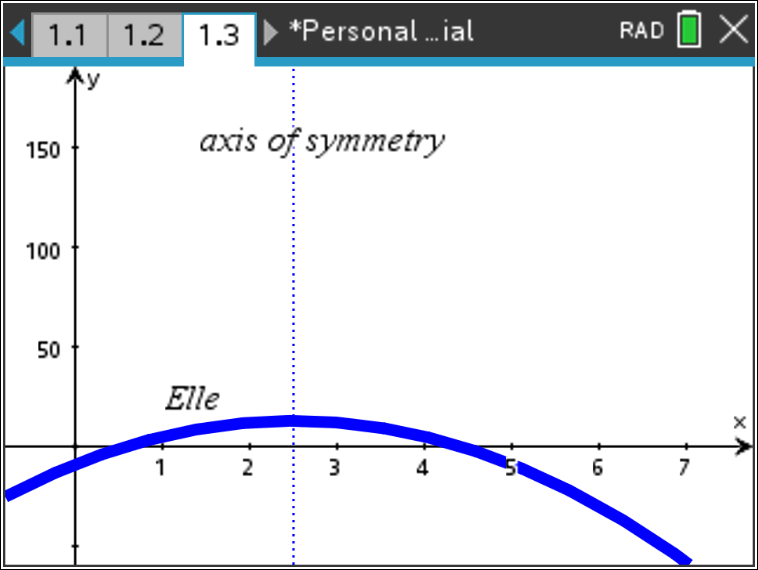 1.1 1.2 1.3 *Personal ...ial RAD
y
axis of symmetry
150
100
50
Elle
x
1 2 3 4 5 6 7